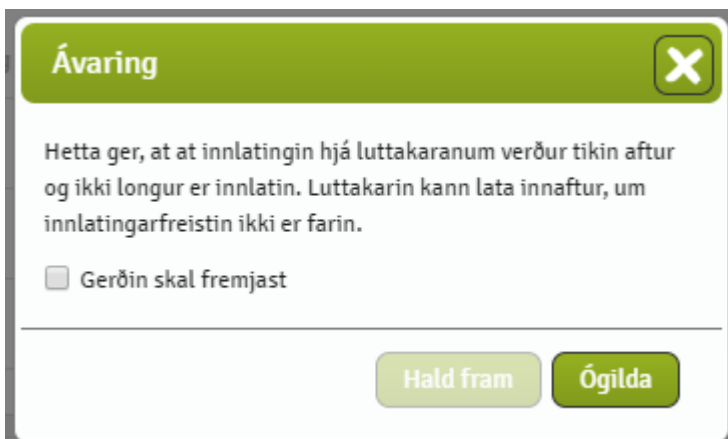 Ávaring
Hetta ger, at at innlatingin hjá luttakaranum verður tikin aftur
og ikki longur er innlatin. Luttakarin kann lata innaftur, um
innlatingarfreistin ikki er farin.
Gerðin skal fremjast
Hald fram
Ógilda